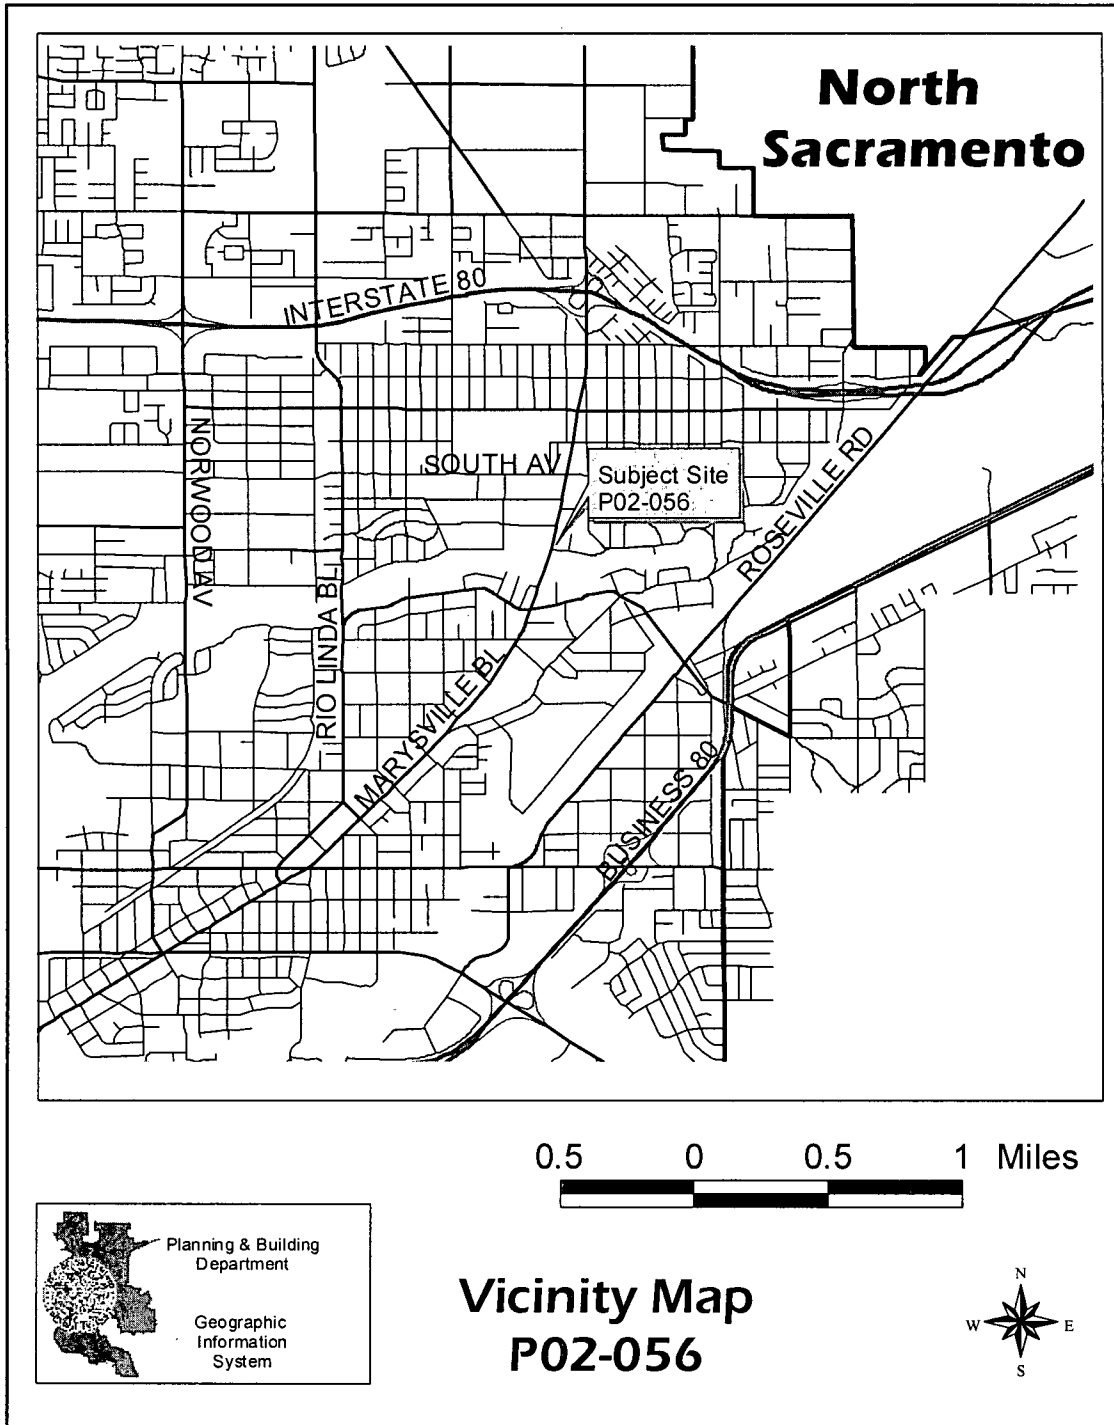 North
Sacramento
INTERSTATE 80
NORWOOD AV
SOUTH AV
Subject Site
P02-056
ROSEVILLE RD
RIO LINDA BL
MARYSVILLE BL
BUSINESS 80
0.5 0 0.5 1 Miles
Planning & Building
Department
Geographic
Information
System
Vicinity Map
P02-056
N
W E
S